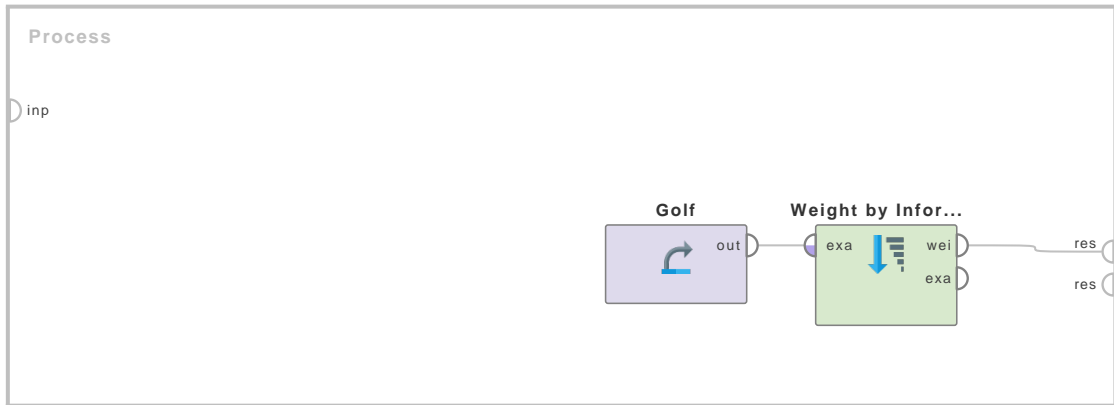 Process
inp
Golf
Weight by Infor...
out
exa
wei
res
exa
res